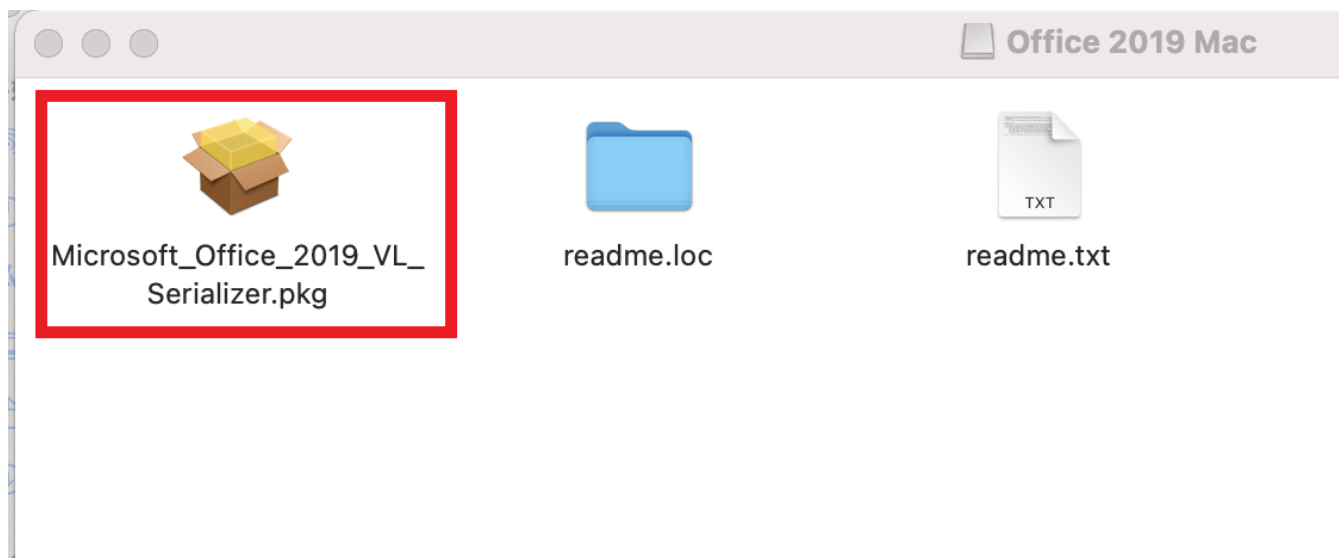 Office 2019 Mac
Microsoft_Office_2019_VL_
Serializer.pkg
readme.loc
TXT
readme.txt